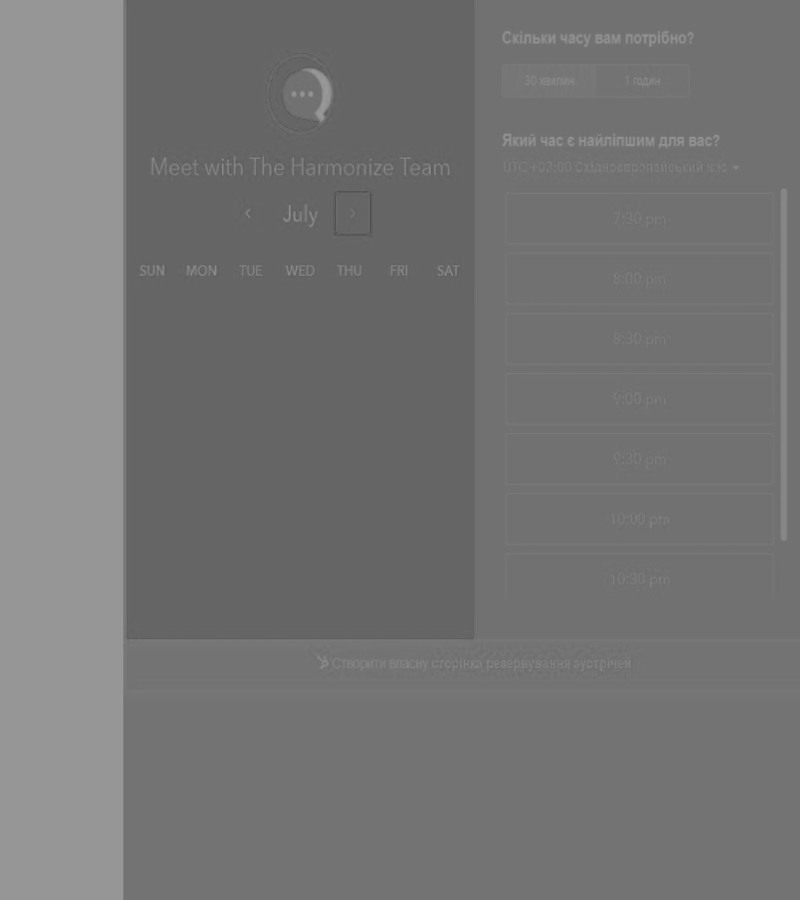 Meet with The Harmonize Team
July
SUN MON TUE WED THU FRI SAT
Скільки часу вам потрібно?
30 хвилин 1 годин
Який час є найліпшим для вас?
UTC +03:00 Східноєвропейський час
7:30 pm
8:00 pm
8:30 pm
9:00 pm
9:30 pm
10:00 pm
10:30 pm
Створити власну сторінка резервування зустрічей